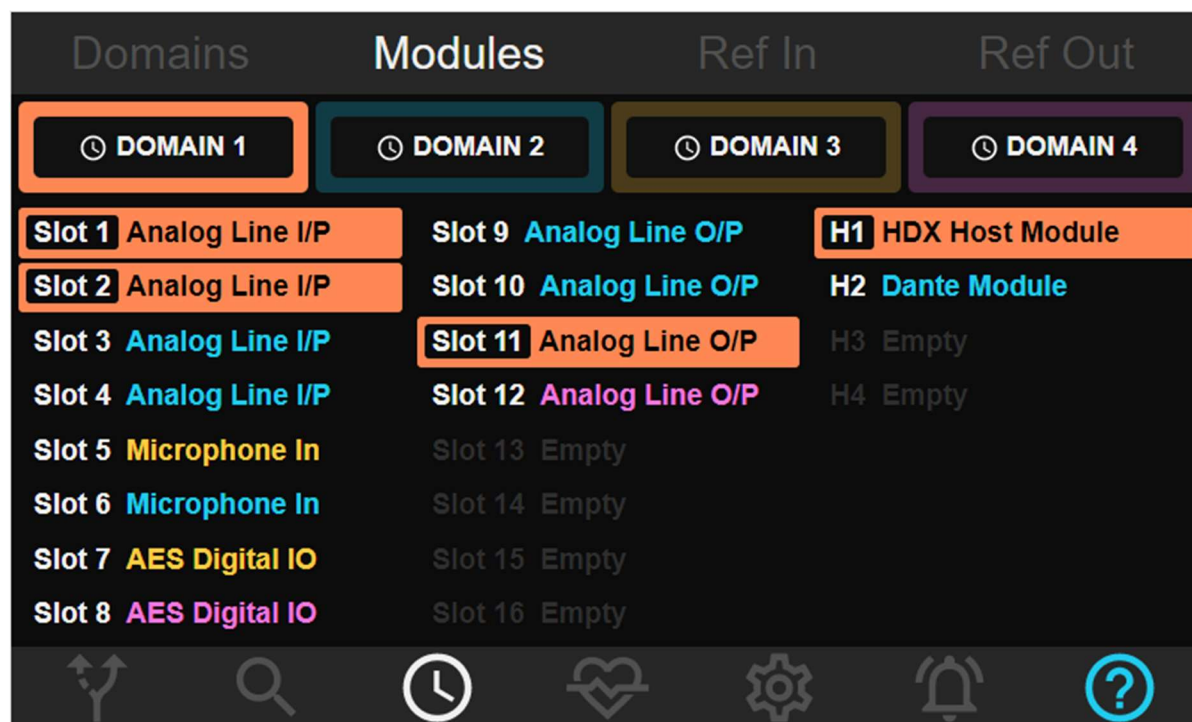 Domains Modules Ref In Ref Out
DOMAIN 1 DOMAIN 2 DOMAIN 3 DOMAIN 4
Slot 1 Analog Line I/P
Slot 2 Analog Line I/P
Slot 3 Analog Line I/P
Slot 4 Analog Line I/P
Slot 5 Microphone In
Slot 6 Microphone In
Slot 7 AES Digital IO
Slot 8 AES Digital IO
Slot 9 Analog Line O/P
Slot 10 Analog Line O/P
Slot 11 Analog Line O/P
Slot 12 Analog Line O/P
Slot 13 Empty
Slot 14 Empty
Slot 15 Empty
Slot 16 Empty
H1 HDX Host Module
H2 Dante Module
H3 Empty
H4 Empty
?